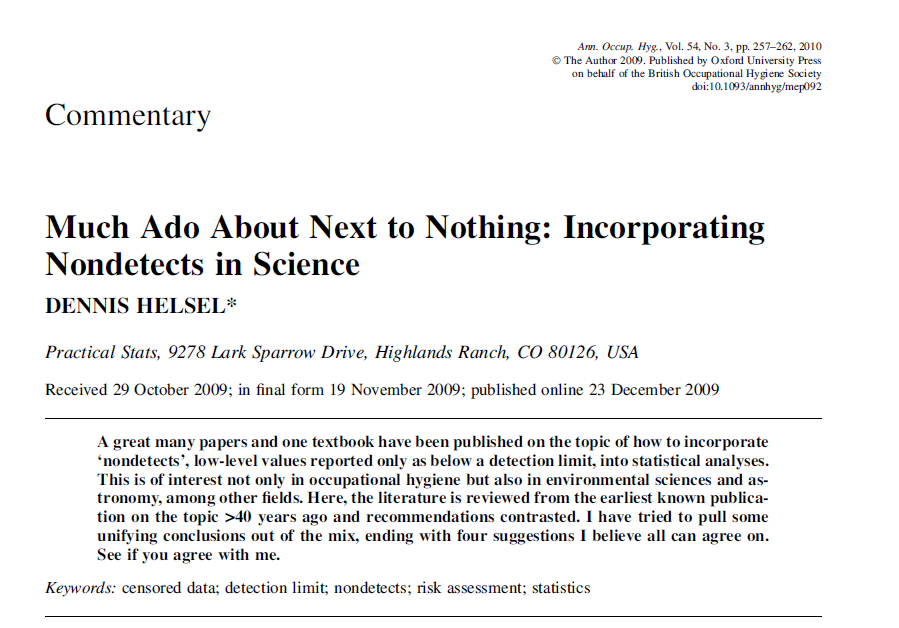 Ann. Occup. Hyg., Vol. 54, No. 3, pp. 257–262, 2010
© The Author 2009. Published by Oxford University Press
on behalf of the British Occupational Hygiene Society
doi:10.1093/annhyg/mep092
Commentary
Much Ado About Next to Nothing: Incorporating
Nondetects in Science
DENNIS HELSEL*
Practical Stats, 9278 Lark Sparrow Drive, Highlands Ranch, CO 80126, USA
Received 29 October 2009; in final form 19 November 2009; published online 23 December 2009
A great many papers and one textbook have been published on the topic of how to incorporate
‘nondetects’, low-level values reported only as below a detection limit, into statistical analyses.
This is of interest not only in occupational hygiene but also in environmental sciences and as-
tronomy, among other fields. Here, the literature is reviewed from the earliest known publica-
tion on the topic >40 years ago and recommendations contrasted. I have tried to pull some
unifying conclusions out of the mix, ending with four suggestions I believe all can agree on.
See if you agree with me.
Keywords: censored data; detection limit; nondetects; risk assessment; statistics